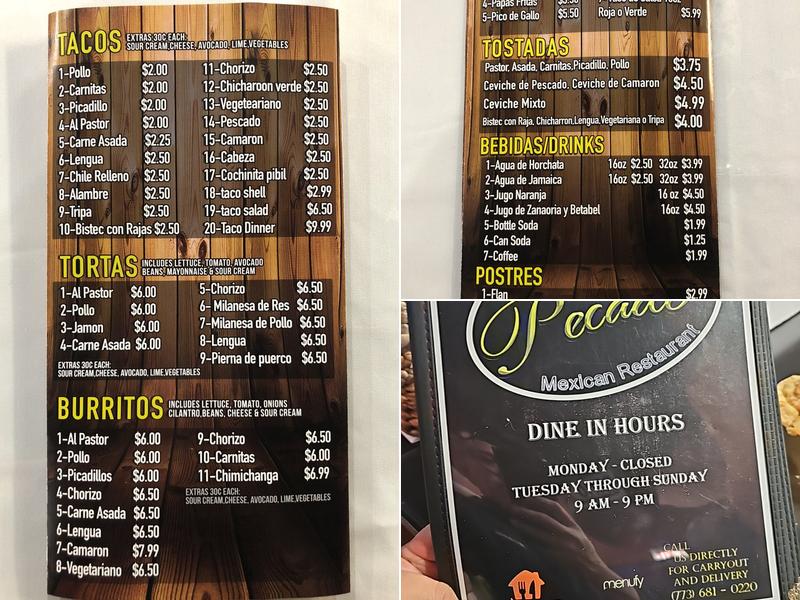 TACOS EXTRAS 30C EACH:
SOUR CREAM,CHEESE, AVOCADO, LIME,VEGETABLES
1-Pollo $2.00
2-Carnitas $2.00
3-Picadillo $2.00
4-Al Pastor $2.00
5-Carne Asada $2.25
6-Lengua $2.50
7-Chile Relleno $2.50
8-Alambre $2.50
9-Tripa $2.50
10-Bistec con Rajas $2.50
11-Chorizo $2.50
12-Chicharoon verde $2.50
13-Vegeteariano $2.50
14-Pescado $2.50
15-Camaron $2.50
16-Cabeza $2.50
17-Cochinita pibil $2.50
18-taco shell $2.99
19-taco salad $6.50
20-Taco Dinner $9.99
TORTAS INCLUDES LETTUCE, TOMATO, AVOCADO
BEANS, MAYONNAISE & SOUR CREAM
1-Al Pastor $6.00
2-Pollo $6.00
3-Jamon $6.00
4-Carne Asada $6.00
EXTRAS 30C EACH:
SOUR CREAM,CHEESE, AVOCADO, LIME,VEGETABLES
5-Chorizo $6.50
6- Milanesa de Res $6.50
7-Milanesa de Pollo $6.50
8-Lengua $6.50
9-Pierna de puerco $6.50
BURRITOS INCLUDES LETTUCE, TOMATO, ONIONS
CILANTRO,BEANS, CHEESE & SOUR CREAM
1-Al Pastor $6.00
2-Pollo $6.00
3-Picadillos $6.00
4-Chorizo $6.50
5-Carne Asada $6.50
6-Lengua $6.50
7-Camaron $7.99
8-Vegetariano $6.50
9-Chorizo $6.50
10-Carnitas $6.00
11-Chimichanga $6.99
EXTRAS 30C EACH:
SOUR CREAM,CHEESE, AVOCADO, LIME,VEGETABLES
4-Papas Fritas
5-Pico de Gallo $5.50
Roja o Verde $5.99
TOSTADAS
Pastor, Asada, Carnitas,Picadillo, Pollo $3.75
Ceviche de Pescado, Ceviche de Camaron $4.50
Ceviche Mixto $4.99
Bistec con Raja, Chicharron,Lengua,Vegetariana o Tripa $4.00
BEBIDAS/DRINKS
1-Agua de Horchata 16oz $2.50 32oz $3.99
2-Agua de Jamaica 16oz $2.50 32oz $3.99
3-Jugo Naranja 16 oz $4.50
4-Jugo de Zanaoria y Betabel 16oz $4.50
5-Bottle Soda $1.99
6-Can Soda $1.25
7-Coffee $1.99
POSTRES
1-Flan $2.99
Mexican Restaurant
DINE IN HOURS
MONDAY - CLOSED
TUESDAY THROUGH SUNDAY
9 AM - 9 PM
CALL
US DIRECTLY
FOR CARRYOUT
AND DELIVERY
(773) 681 - 0220
menufy